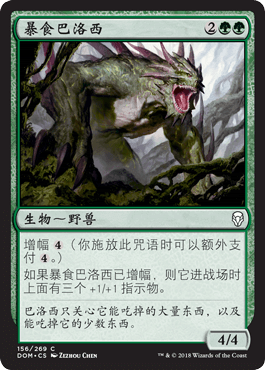 暴食巴洛西 2
生物～野兽
增幅 4（你施放此咒语时可以额外支
付 4。）
如果暴食巴洛西已增幅，则它进战场时
上面有三个 +1/+1 指示物。
巴洛西只关心它能吃掉的大量东西，以及
能吃掉它的少数东西。
4/4
156/269 C
DOM • CS ZEZHOU CHEN
™ & © 2018 Wizards of the Coast